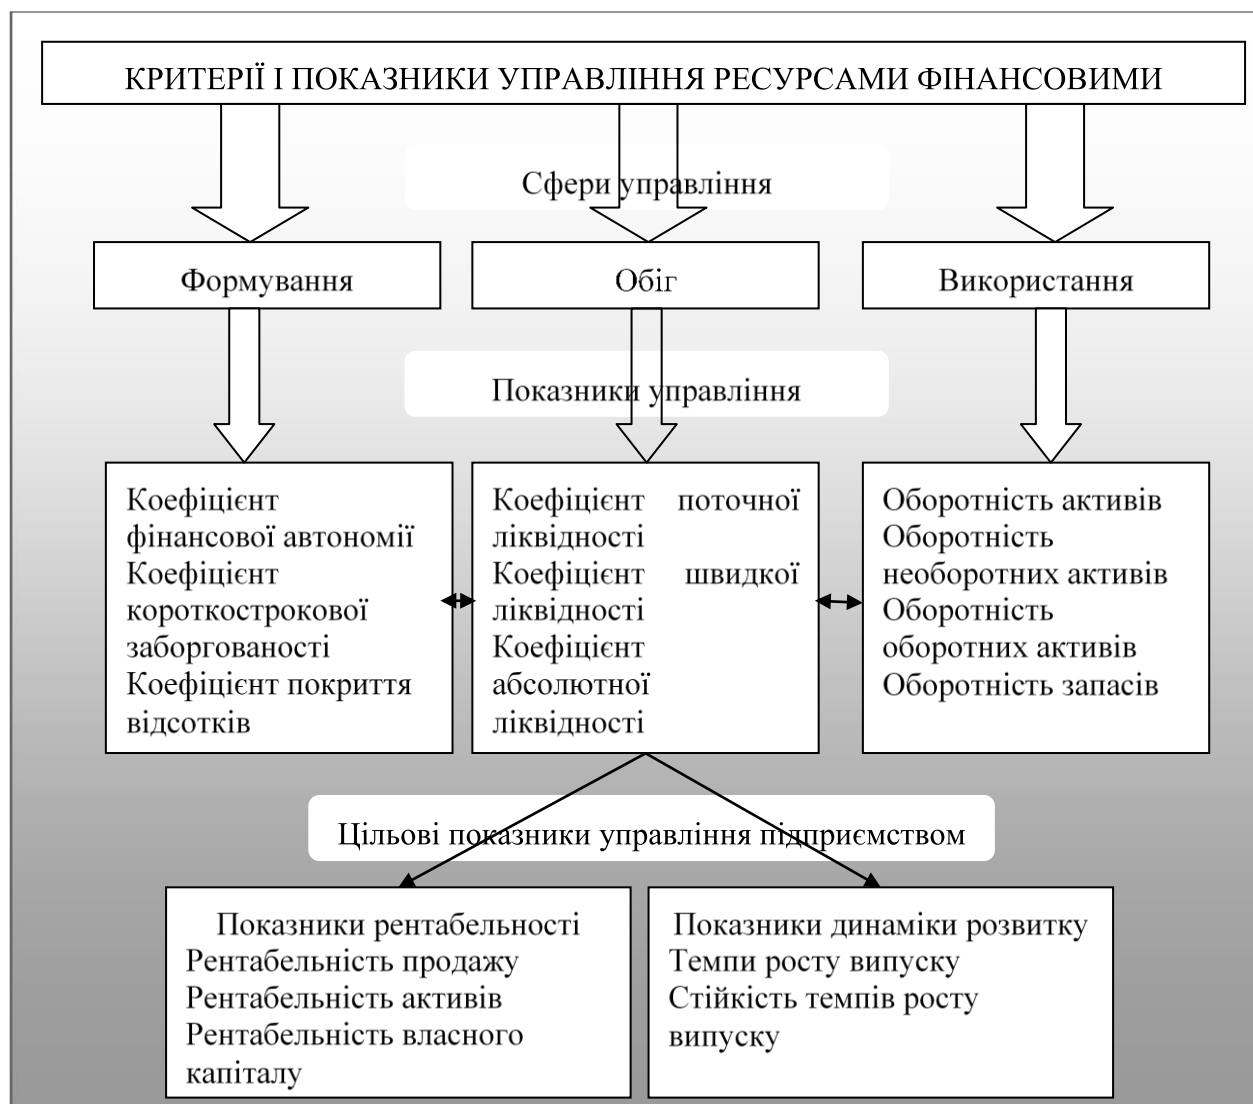 КРИТЕРІЇ І ПОКАЗНИКИ УПРАВЛІННЯ РЕСУРСАМИ ФІНАНСОВИМИ
Сфери управління
Формування
Обіг
Використання
Показники управління
Коефіцієнт
фінансової автономії
Коефіцієнт
короткострокової
заборгованості
Коефіцієнт покриття
відсотків
Коефіцієнт поточної
ліквідності
Коефіцієнт швидкої
ліквідності
Коефіцієнт
абсолютної
ліквідності
Оборотність активів
Оборотність
необоротних активів
Оборотність
оборотних активів
Оборотність запасів
Цільові показники управління підприємством
Показники рентабельності
Рентабельність продажу
Рентабельність активів
Рентабельність власного
капіталу
Показники динаміки розвитку
Темпи росту випуску
Стійкість темпів росту
випуску